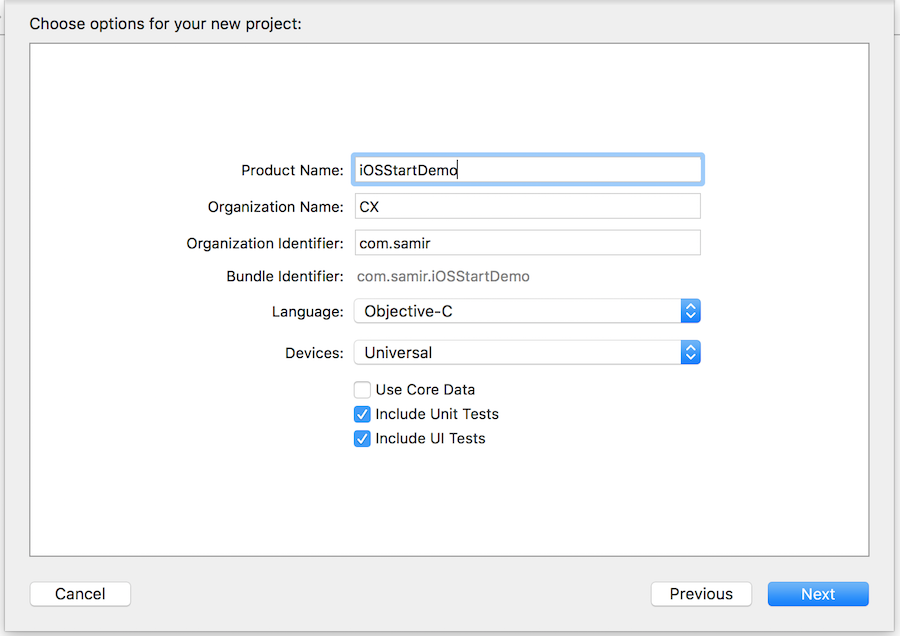 Choose options for your new project:
Product Name: iOSStartDemo
Organization Name: CX
Organization Identifier: com.samir
Bundle Identifier: com.samir.iOSStartDemo
Language: Objective-C
Devices: Universal
Use Core Data
Include Unit Tests
Include UI Tests
Cancel Previous Next